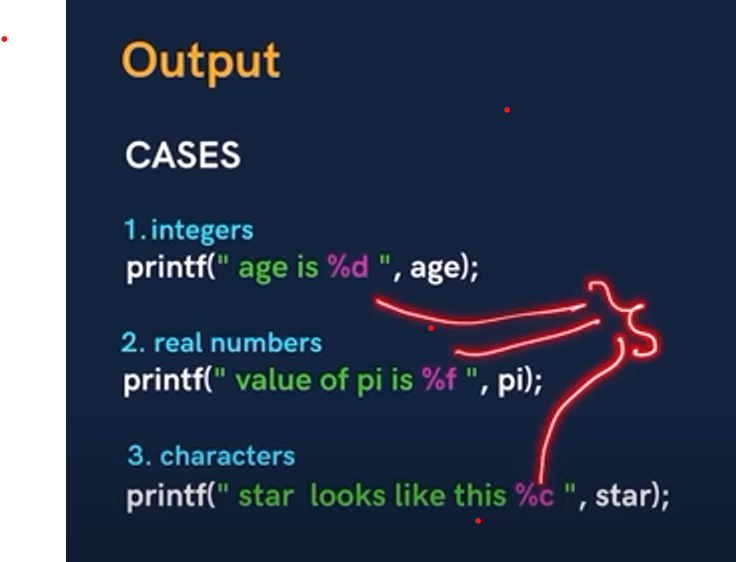 Output
CASES
1. integers
printf(" age is %d ", age);
2. real numbers
printf(" value of pi is %f ", pi);
3. characters
printf(" star  looks like this %c ", star);